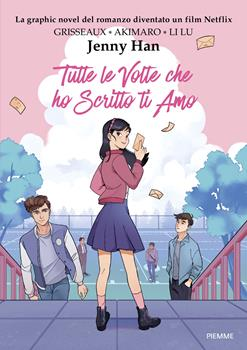 La graphic novel del romanzo diventato un film Netflix
GRISSEAUX • AKIMARO • LI LU
Jenny Han
Tutte le Volte che
ho Scritto ti Amo
PIEMME